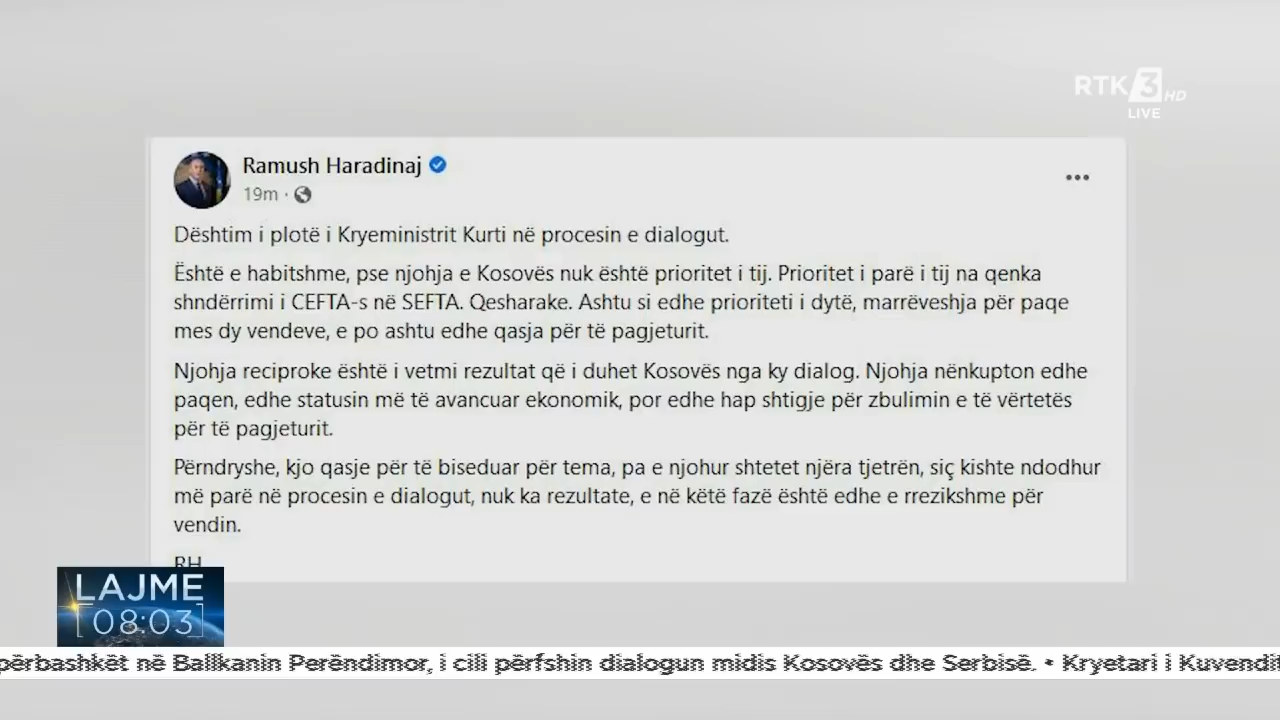 RTK 3 HD
LIVE
Ramush Haradinaj
19m ·
Dështim i plotë i Kryeministrit Kurti në procesin e dialogut.
Është e habitshme, pse njohja e Kosovës nuk është prioritet i tij. Prioritet i parë i tij na qenka
shndërrimi i CEFTA-s në SEFTA. Qesharake. Ashtu si edhe prioriteti i dytë, marrëveshja për paqe
mes dy vendeve, e po ashtu edhe qasja për të pagjeturit.
Njohja reciproke është i vetmi rezultat që i duhet Kosovës nga ky dialog. Njohja nënkupton edhe
paqen, edhe statusin më të avancuar ekonomik, por edhe hap shtigje për zbulimin e të vërtetës
për të pagjeturit.
Përndryshe, kjo qasje për të biseduar për tema, pa e njohur shtetet njëra tjetrën, siç kishte ndodhur
më parë në procesin e dialogut, nuk ka rezultate, e në këtë fazë është edhe e rrezikshme për
vendin.
RH
LAJME
08:03
përbashkët në Ballkanin Perëndimor, i cili përfshin dialogun midis Kosovës dhe Serbisë. • Kryetari i Kuvendit